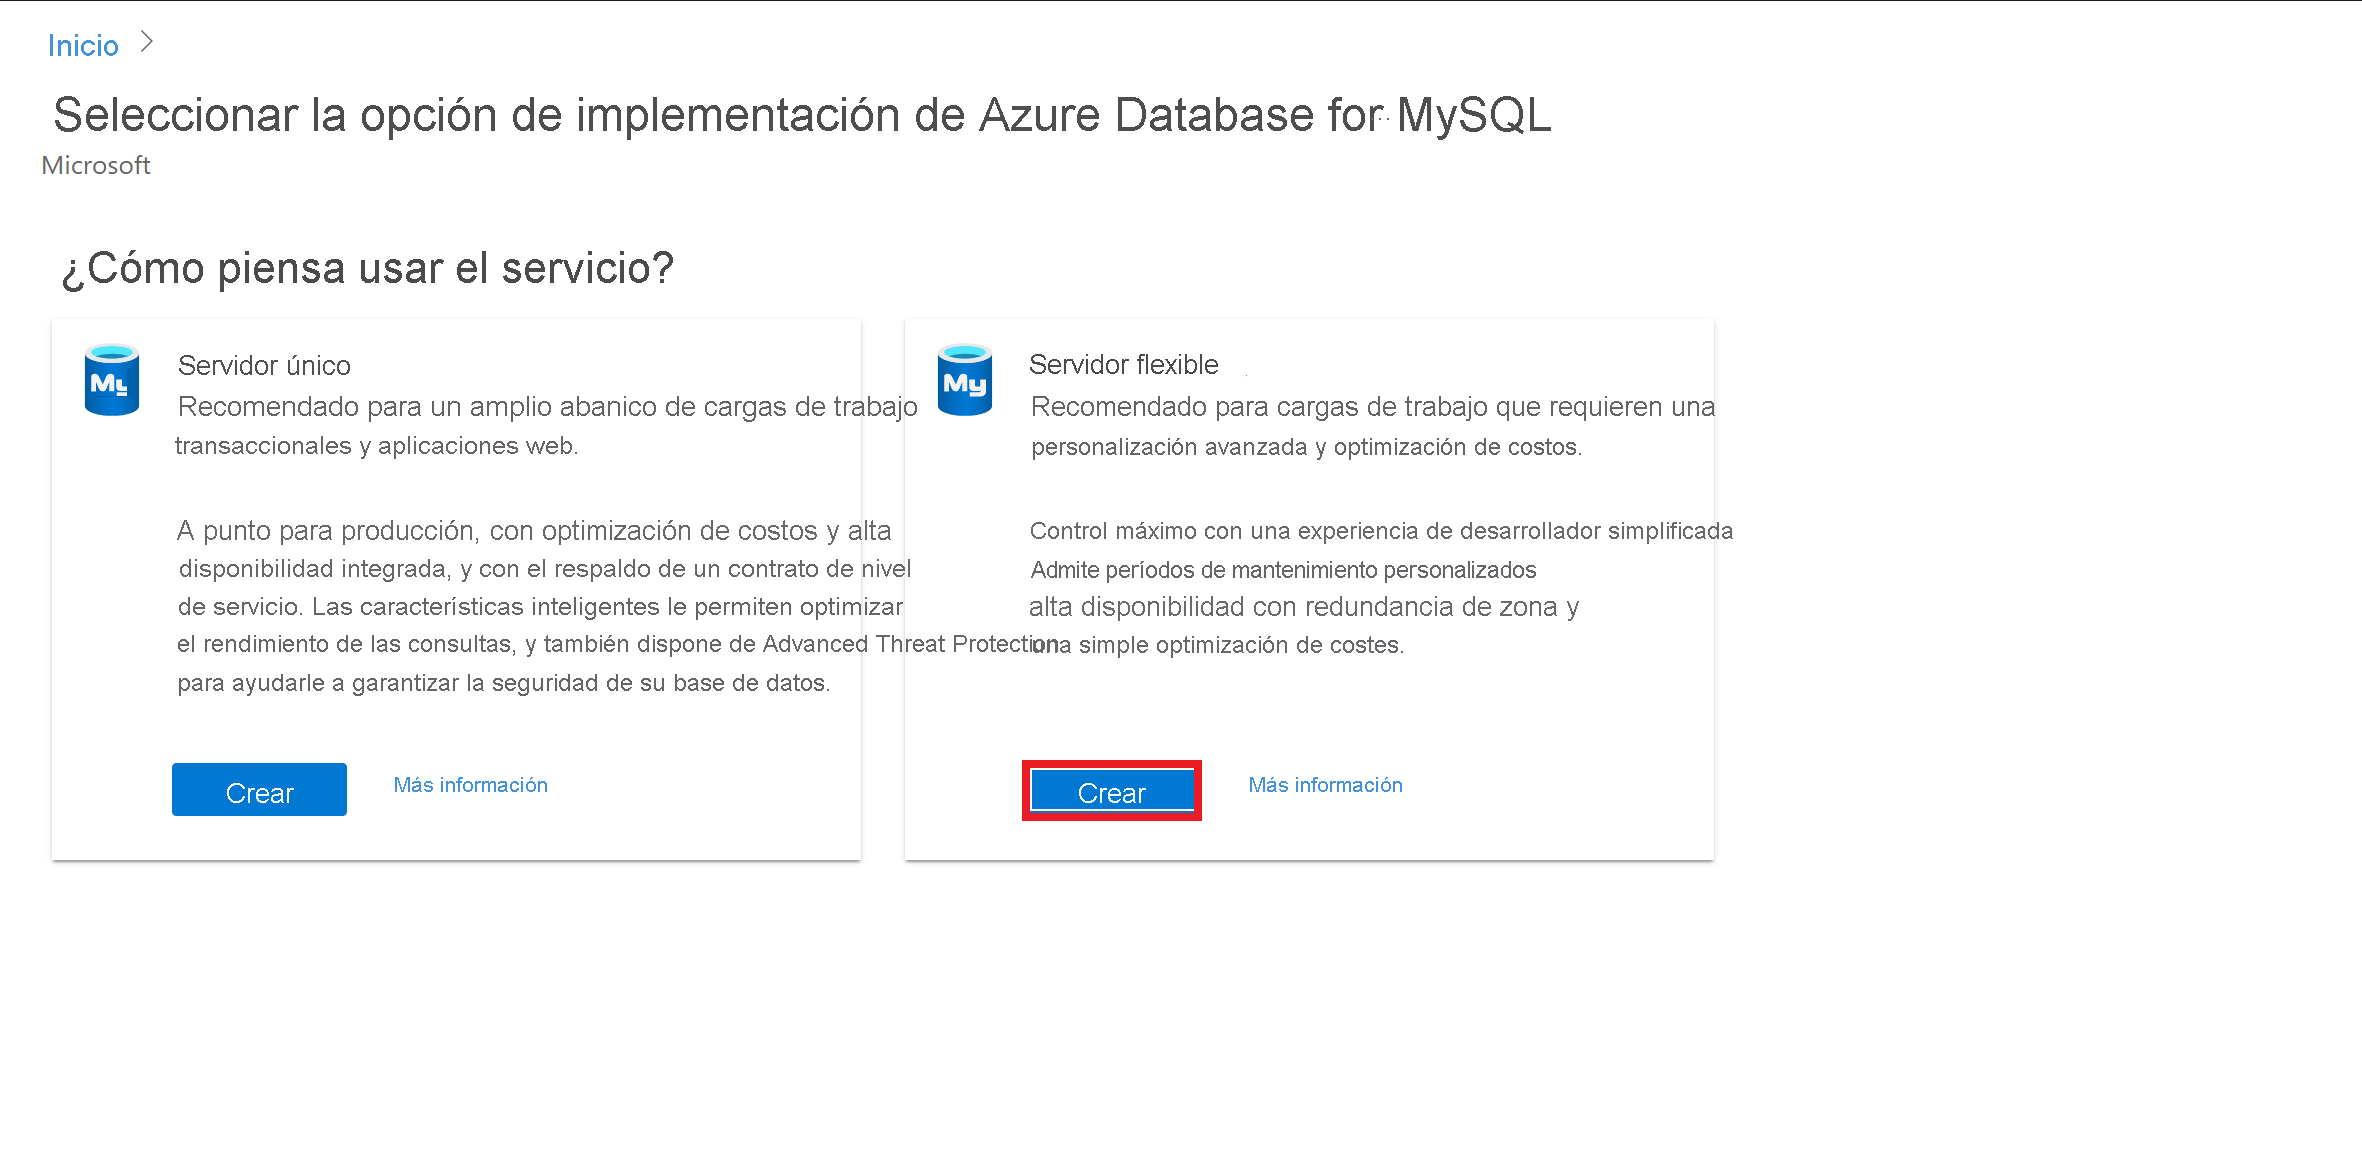 Inicio
Seleccionar la opción de implementación de Azure Database for MySQL
Microsoft
¿Cómo piensa usar el servicio?
My
Servidor único
Recomendado para un amplio abanico de cargas de trabajo
transaccionales y aplicaciones web.
A punto para producción, con optimización de costos y alta
disponibilidad integrada, y con el respaldo de un contrato de nivel
de servicio. Las características inteligentes le permiten optimizar
el rendimiento de las consultas, y también dispone de Advanced Threat Protection
para ayudarle a garantizar la seguridad de su base de datos.
Crear
Más información
My
Servidor flexible
Recomendado para cargas de trabajo que requieren una
personalización avanzada y optimización de costos.
Control máximo con una experiencia de desarrollador simplificada
Admite períodos de mantenimiento personalizados
alta disponibilidad con redundancia de zona y
una simple optimización de costes.
Crear
Más información